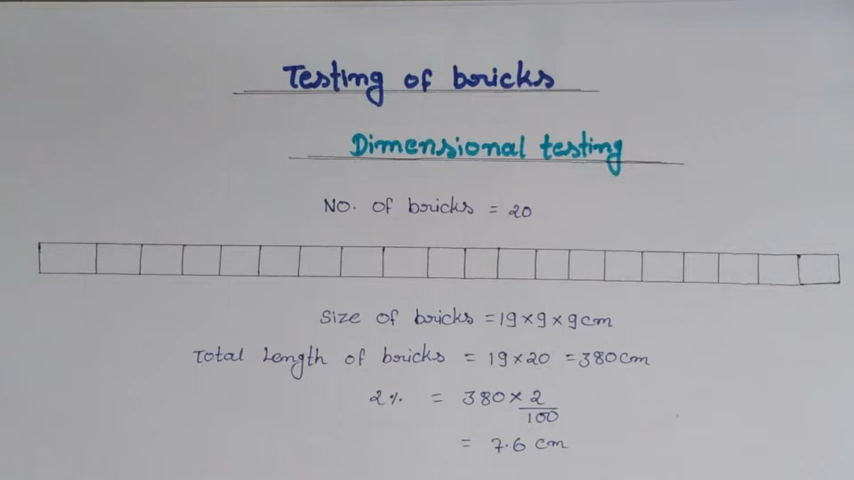 Testing of bricks
Dimensional testing
No. of bricks = 20
Size of bricks = 19 × 9 × 9 cm
Total Length of bricks = 19 × 20 = 380 cm
2% = 380 × 2/100
= 7.6 cm